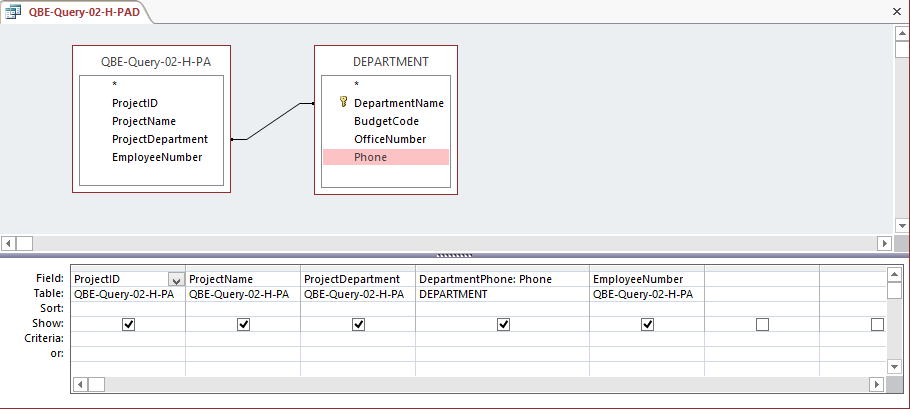 QBE-Query-02-H-PAD
QBE-Query-02-H-PA
*
ProjectID
ProjectName
ProjectDepartment
EmployeeNumber
DEPARTMENT
*
DepartmentName
BudgetCode
OfficeNumber
Phone
Field: ProjectID ProjectName ProjectDepartment DepartmentPhone: Phone EmployeeNumber
Table: QBE-Query-02-H-PA QBE-Query-02-H-PA QBE-Query-02-H-PA DEPARTMENT QBE-Query-02-H-PA
Sort:
Show:
Criteria:
or: